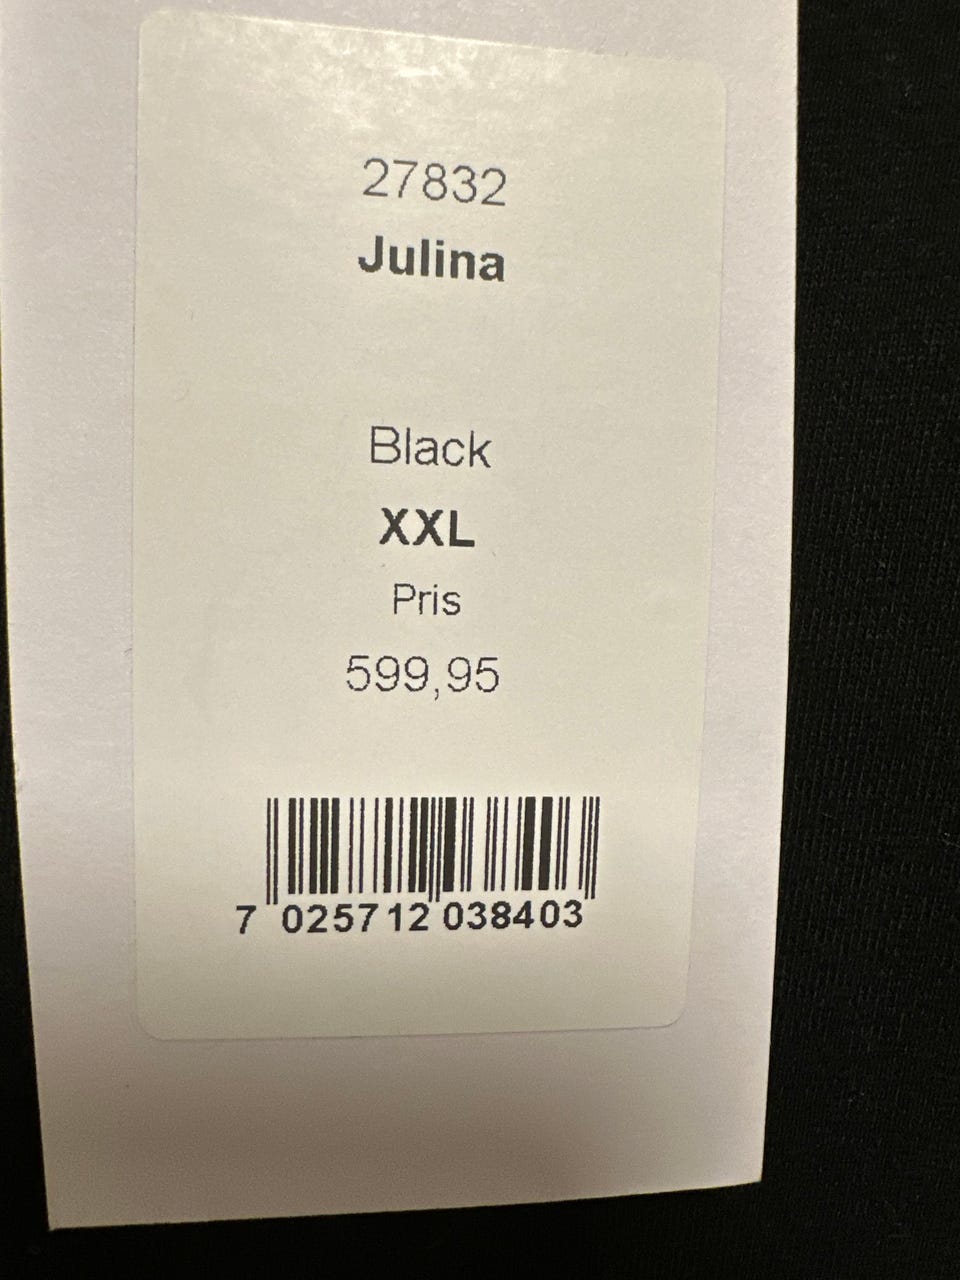 27832
Julina
Black
XXL
Pris
599,95
7 025712 038403